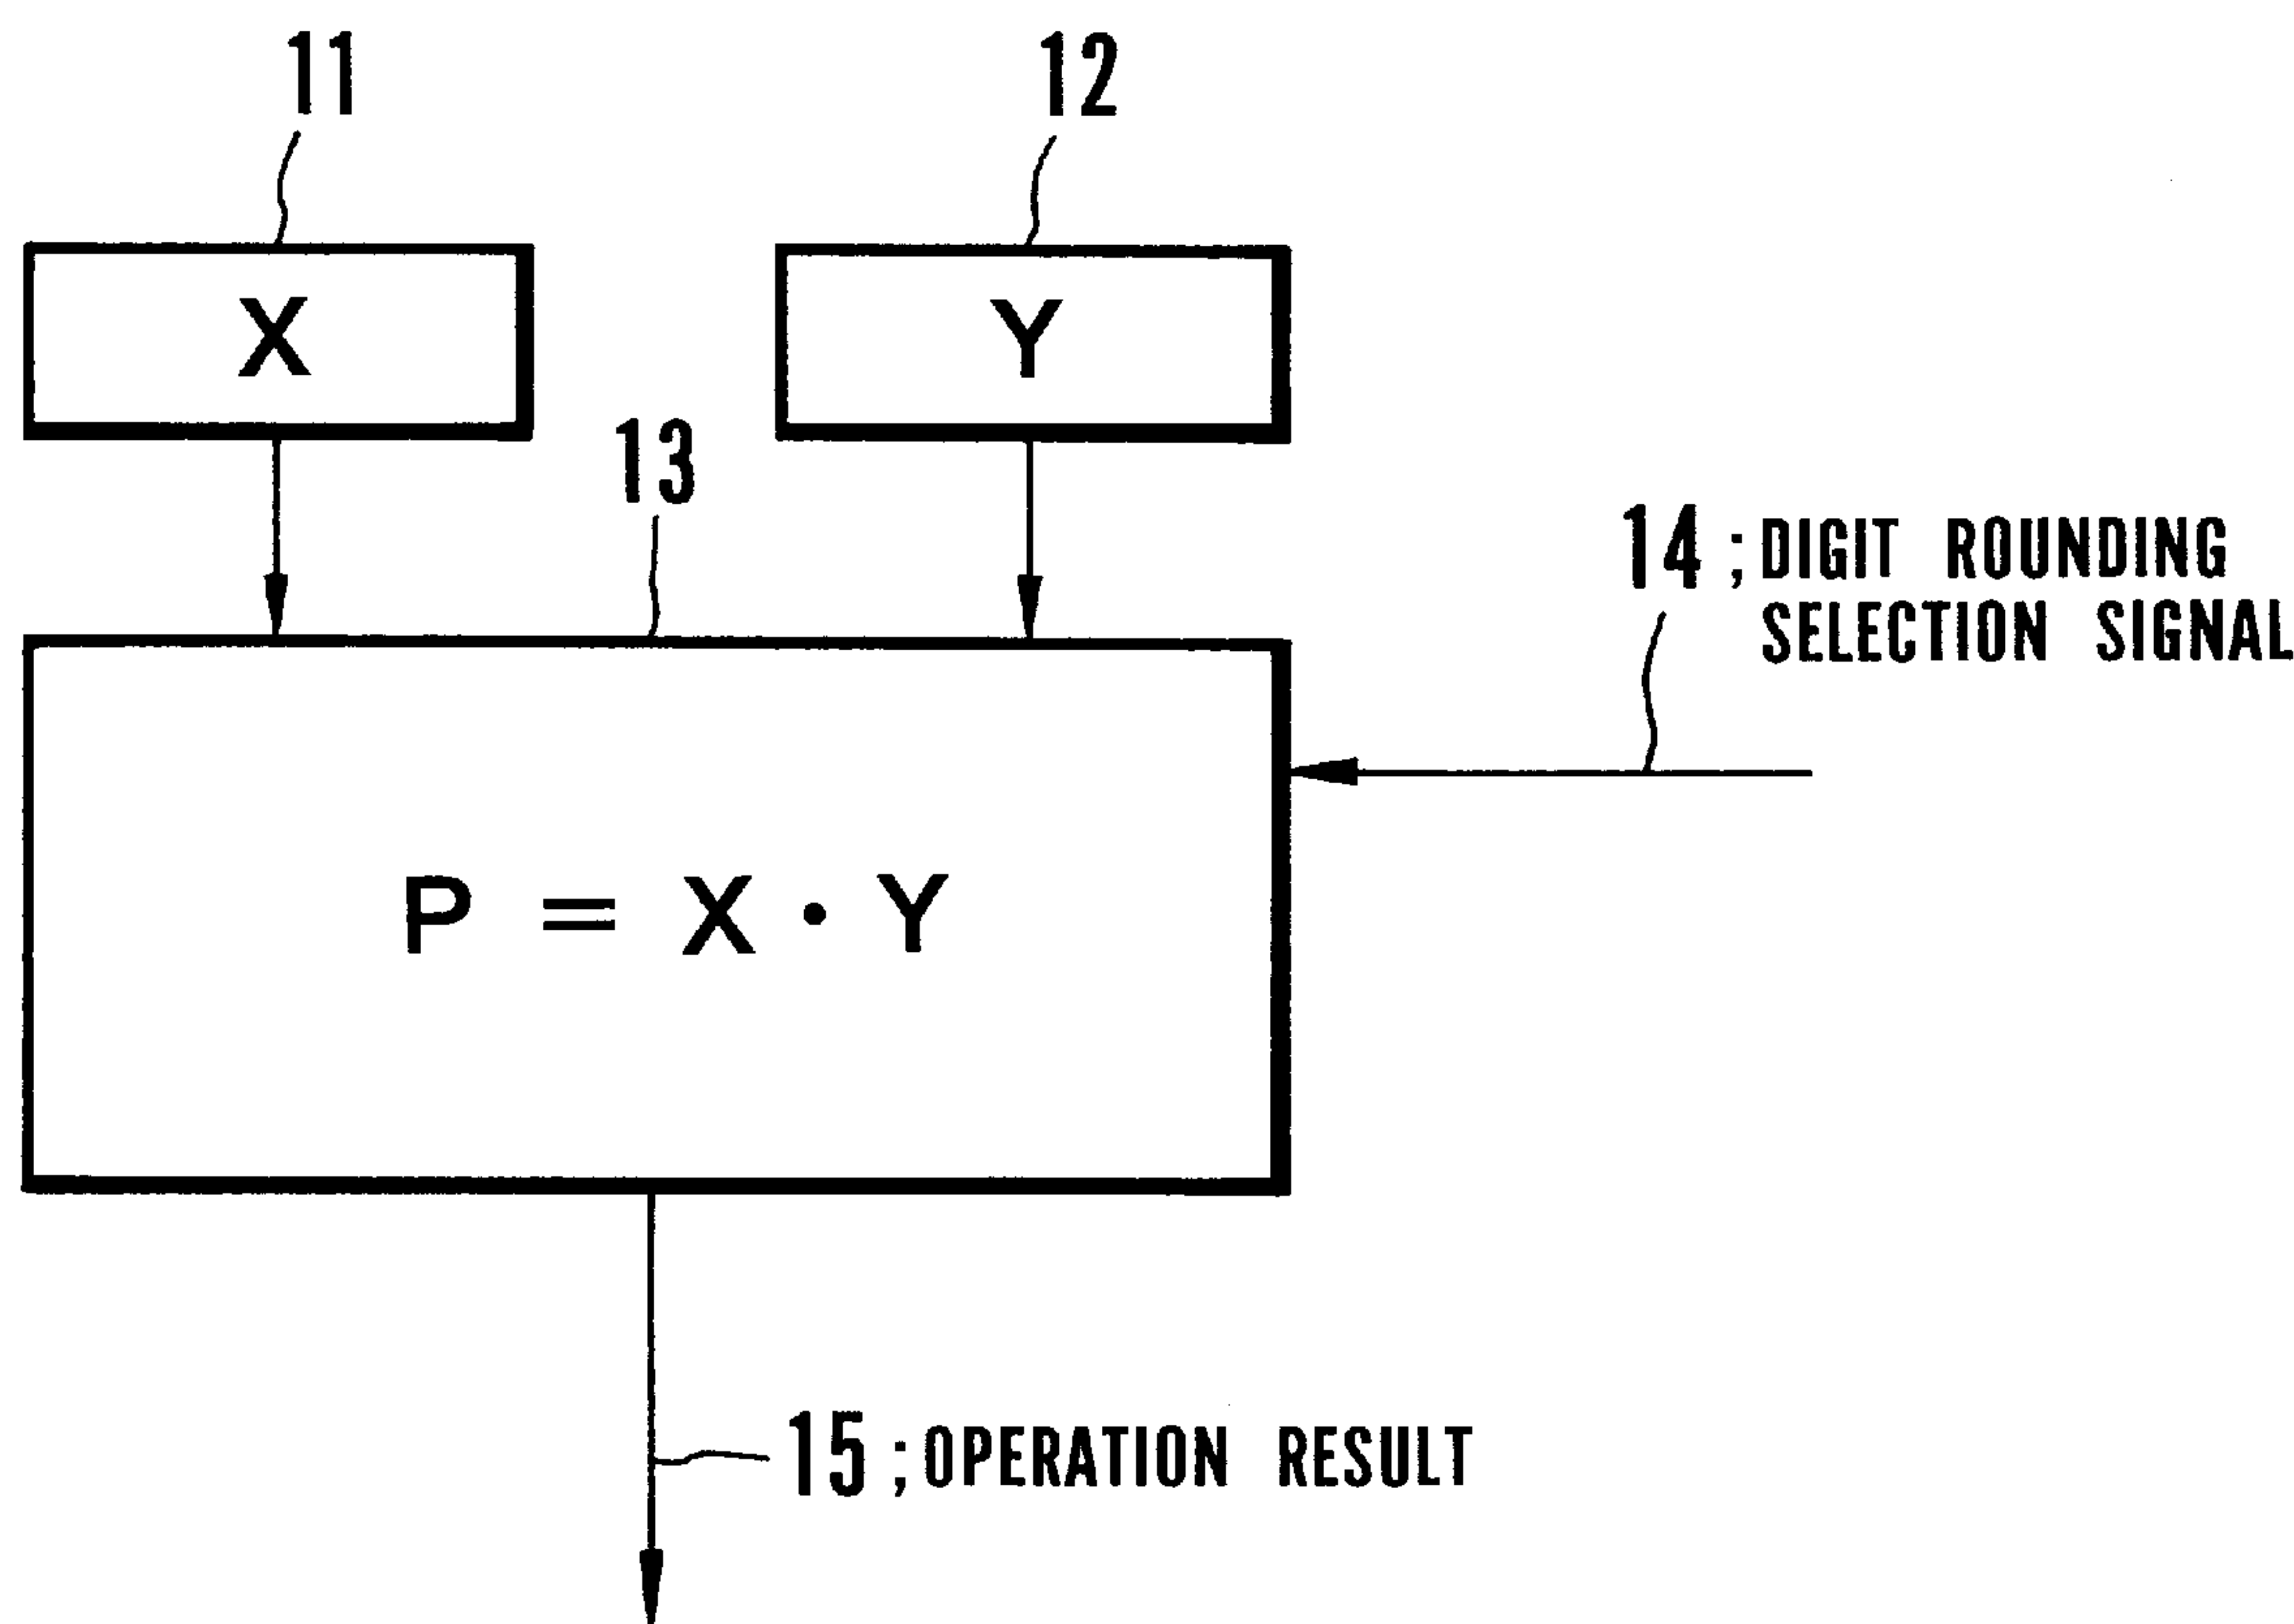 11
12
X
Y
13
14 ; DIGIT ROUNDING
SELECTION SIGNAL
P = X · Y
15 ; OPERATION RESULT